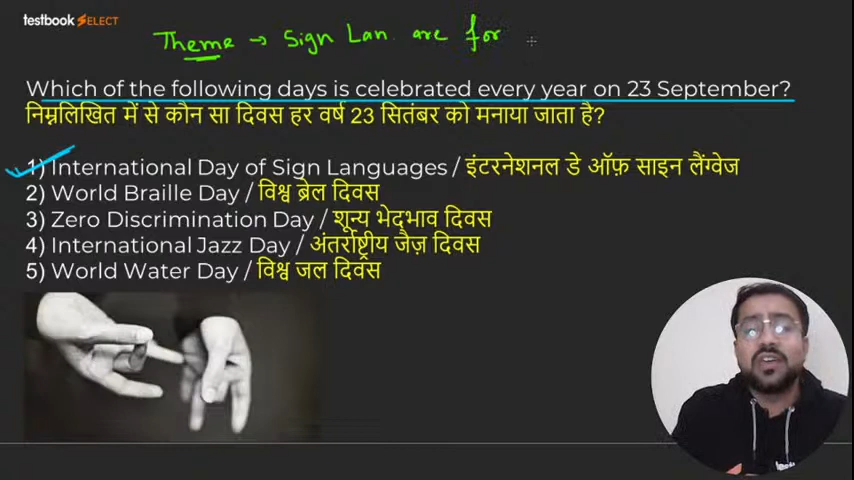 testbook SELECT
Theme → Sign Lan. are for
Which of the following days is celebrated every year on 23 September?
निम्नलिखित में से कौन सा दिवस हर वर्ष 23 सितंबर को मनाया जाता है?
1) International Day of Sign Languages / इंटरनेशनल डे ऑफ़ साइन लैंग्वेज
2) World Braille Day / विश्व ब्रेल दिवस
3) Zero Discrimination Day / शून्य भेदभाव दिवस
4) International Jazz Day / अंतर्राष्ट्रीय जैज़ दिवस
5) World Water Day / विश्व जल दिवस